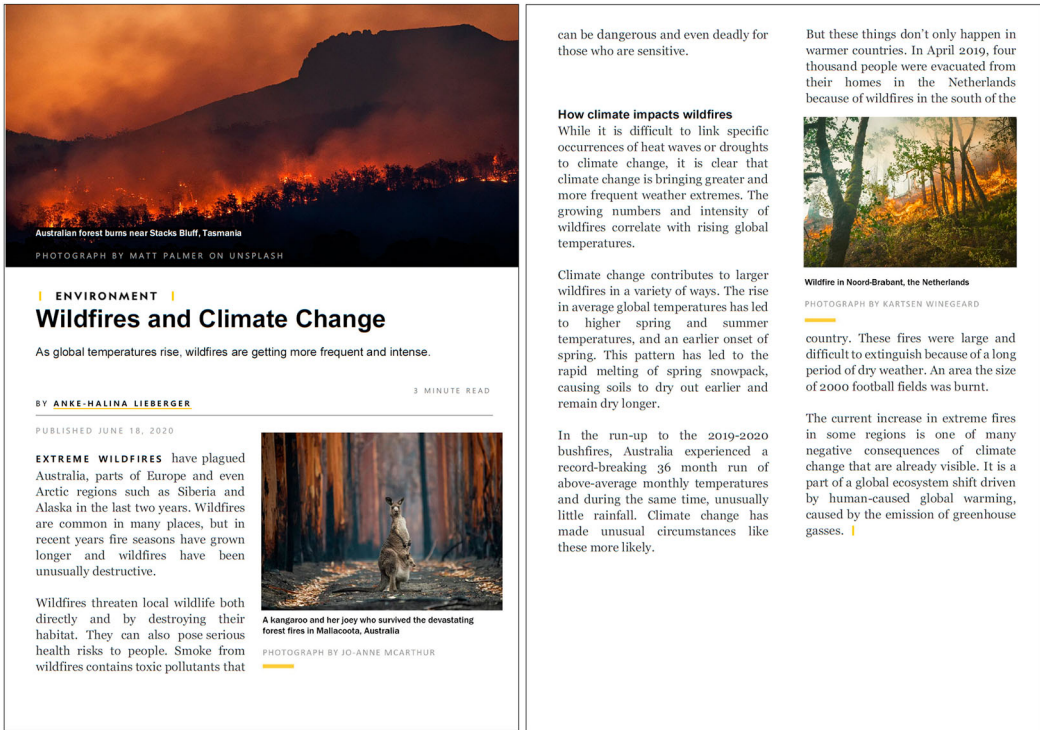 Australian forest burns near Stacks Bluff, Tasmania
PHOTOGRAPH BY MATT PALMER ON UNSPLASH
| ENVIRONMENT |
Wildfires and Climate Change
As global temperatures rise, wildfires are getting more frequent and intense.
3 MINUTE READ
BY ANKE-HALINA LIEBERGER
PUBLISHED JUNE 18, 2020
EXTREME WILDFIRES have plagued
Australia, parts of Europe and even
Arctic regions such as Siberia and
Alaska in the last two years. Wildfires
are common in many places, but in
recent years fire seasons have grown
longer and wildfires have been
unusually destructive.
Wildfires threaten local wildlife both
directly and by destroying their
habitat. They can also pose serious
health risks to people. Smoke from
wildfires contains toxic pollutants that
A kangaroo and her joey who survived the devastating
forest fires in Mallacoota, Australia
PHOTOGRAPH BY JO-ANNE MCARTHUR
can be dangerous and even deadly for
those who are sensitive.
How climate impacts wildfires
While it is difficult to link specific
occurrences of heat waves or droughts
to climate change, it is clear that
climate change is bringing greater and
more frequent weather extremes. The
growing numbers and intensity of
wildfires correlate with rising global
temperatures.
Climate change contributes to larger
wildfires in a variety of ways. The rise
in average global temperatures has led
to higher spring and summer
temperatures, and an earlier onset of
spring. This pattern has led to the
rapid melting of spring snowpack,
causing soils to dry out earlier and
remain dry longer.
In the run-up to the 2019-2020
bushfires, Australia experienced a
record-breaking 36 month run of
above-average monthly temperatures
and during the same time, unusually
little rainfall. Climate change has
made unusual circumstances like
these more likely.
But these things don't only happen in
warmer countries. In April 2019, four
thousand people were evacuated from
their homes in the Netherlands
because of wildfires in the south of the
Wildfire in Noord-Brabant, the Netherlands
PHOTOGRAPH BY KARTSEN WINEGEARD
country. These fires were large and
difficult to extinguish because of a long
period of dry weather. An area the size
of 2000 football fields was burnt.
The current increase in extreme fires
in some regions is one of many
negative consequences of climate
change that are already visible. It is a
part of a global ecosystem shift driven
by human-caused global warming,
caused by the emission of greenhouse
gasses. |